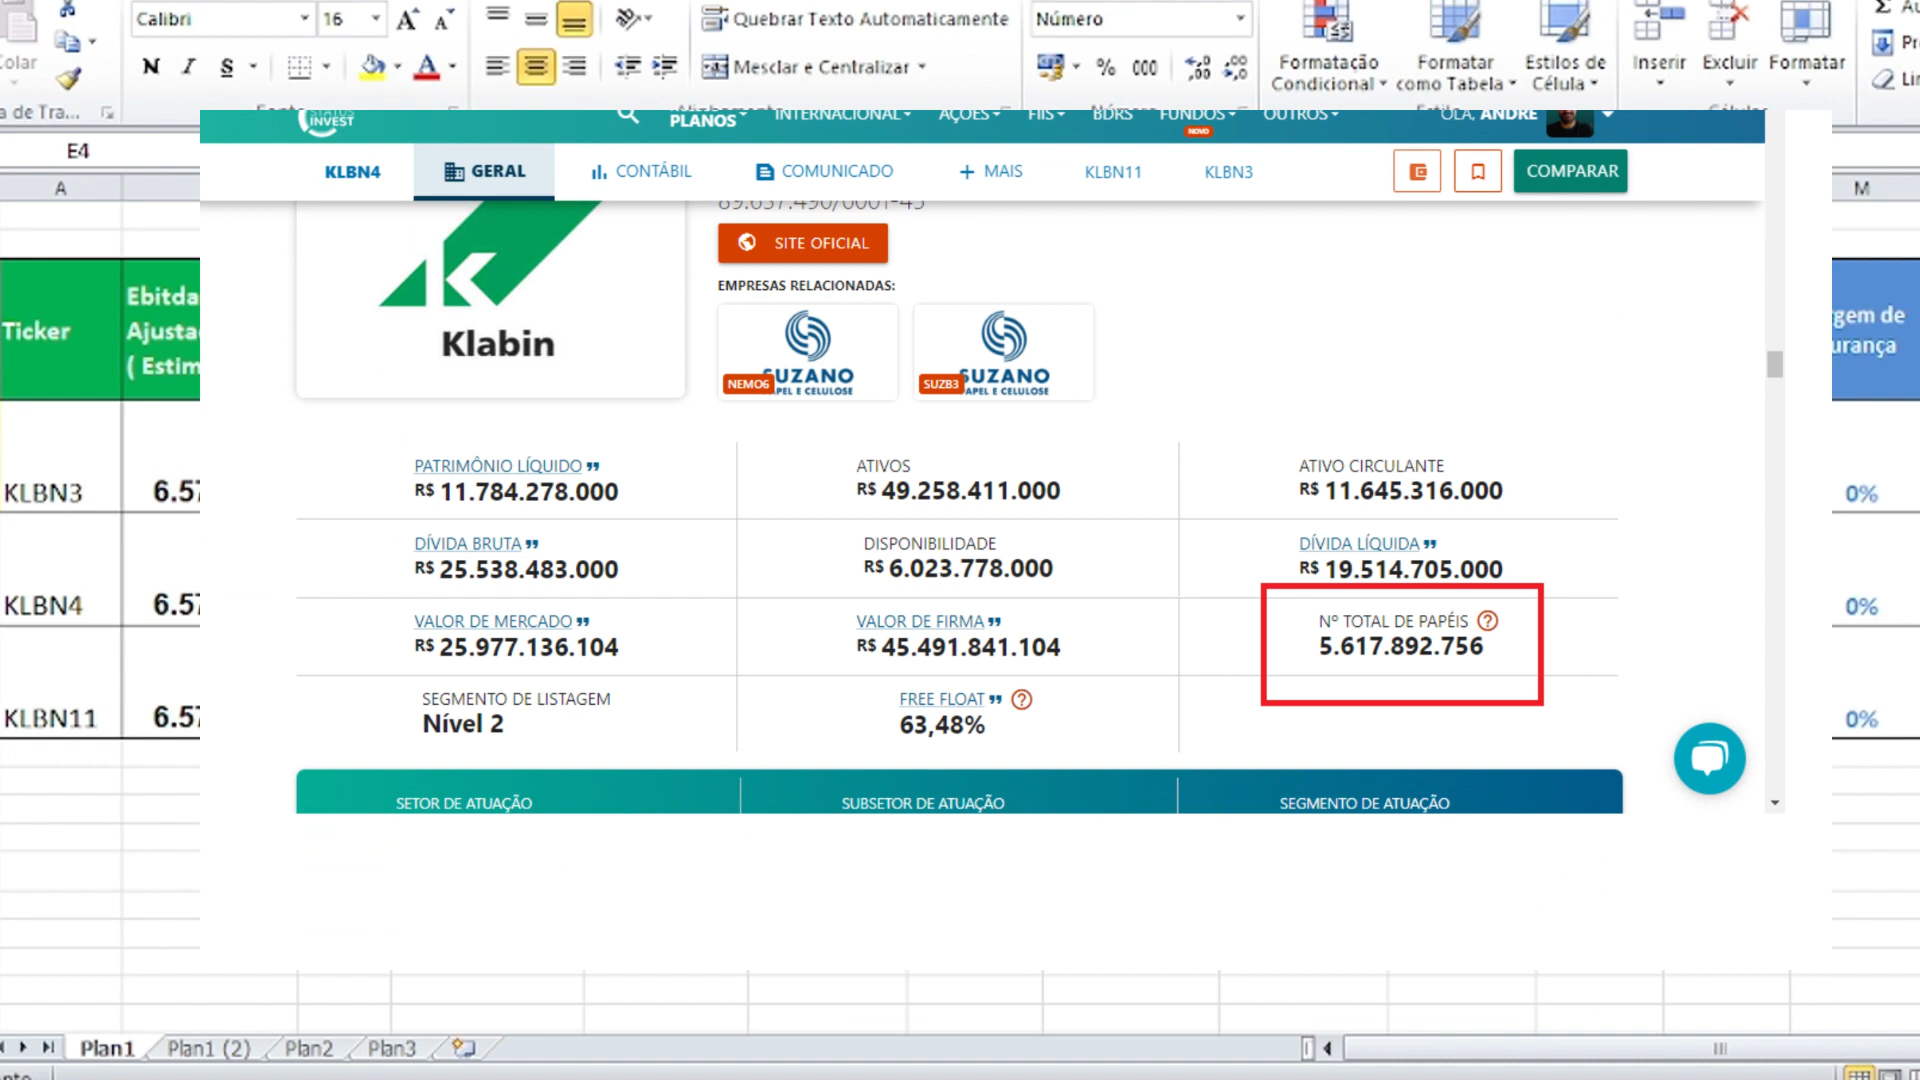 Calibri 16 Quebrar Texto Automaticamente Número
N I S Mesclar e Centralizar % 000
Formatação Condicional Formatar como Tabela Estilos de Célula Inserir Excluir Formatar
a de Tra...
E4
A M
Ticker
Ebitda
KLBN3 6.57 0%
KLBN4 6.57 0%
KLBN11 6.57 0%
STATUS INVEST
PLANOS INTERNACIONAL AÇÕES FIIS BDRS FUNDOS OUTROS OLÁ, ANDRE
NOVO
KLBN4 GERAL CONTÁBIL COMUNICADO + MAIS KLBN11 KLBN3 COMPARAR
SITE OFICIAL
EMPRESAS RELACIONADAS:
Klabin
NEMO6 SUZANO
SUZB3 SUZANO
PATRIMÔNIO LÍQUIDO ATIVOS ATIVO CIRCULANTE
R$ 11.784.278.000 R$ 49.258.411.000 R$ 11.645.316.000
DÍVIDA BRUTA DISPONIBILIDADE DÍVIDA LÍQUIDA
R$ 25.538.483.000 R$ 6.023.778.000 R$ 19.514.705.000
VALOR DE MERCADO VALOR DE FIRMA Nº TOTAL DE PAPÉIS ?
R$ 25.977.136.104 R$ 45.491.841.104 5.617.892.756
SEGMENTO DE LISTAGEM FREE FLOAT ?
Nível 2 63,48%
SETOR DE ATUAÇÃO SUBSETOR DE ATUAÇÃO SEGMENTO DE ATUAÇÃO
Plan1 Plan1 (2) Plan2 Plan3